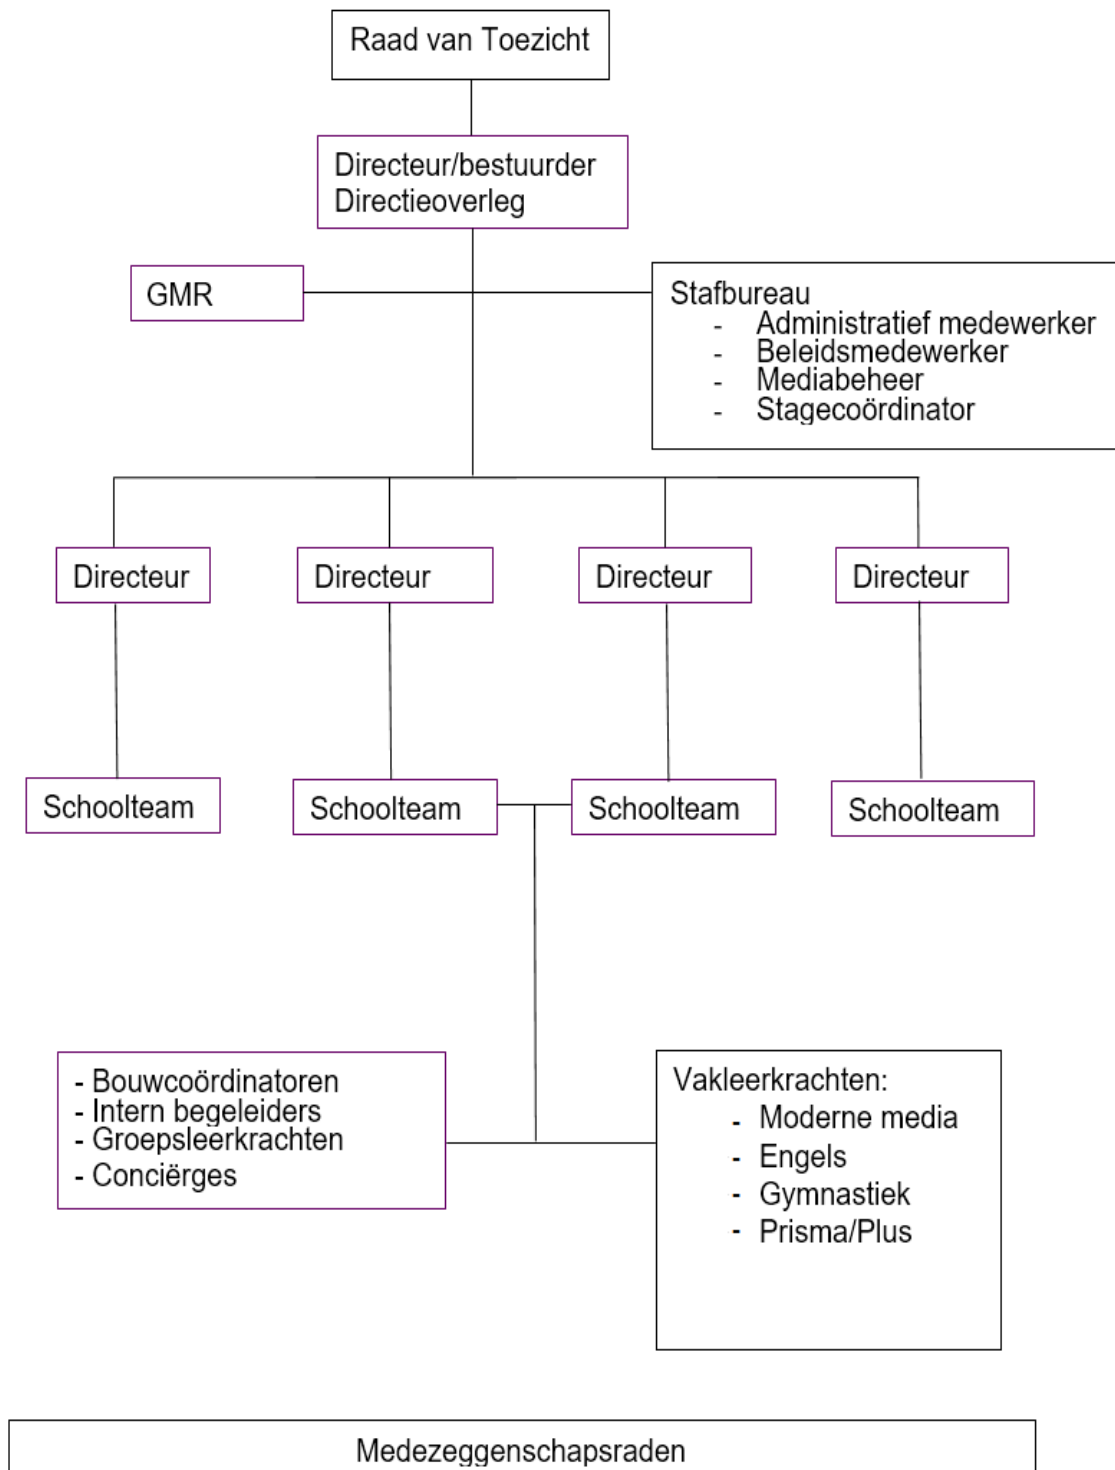 Raad van Toezicht
Directeur/bestuurder
Directieoverleg
GMR
Stafbureau
- Administratief medewerker
- Beleidsmedewerker
- Mediabeheer
- Stagecoördinator
Directeur
Directeur
Directeur
Directeur
Schoolteam
Schoolteam
Schoolteam
Schoolteam
- Bouwcoördinatoren
- Intern begeleiders
- Groepsleerkrachten
- Conciërges
Vakleerkrachten:
- Moderne media
- Engels
- Gymnastiek
- Prisma/Plus
Medezeggenschapsraden